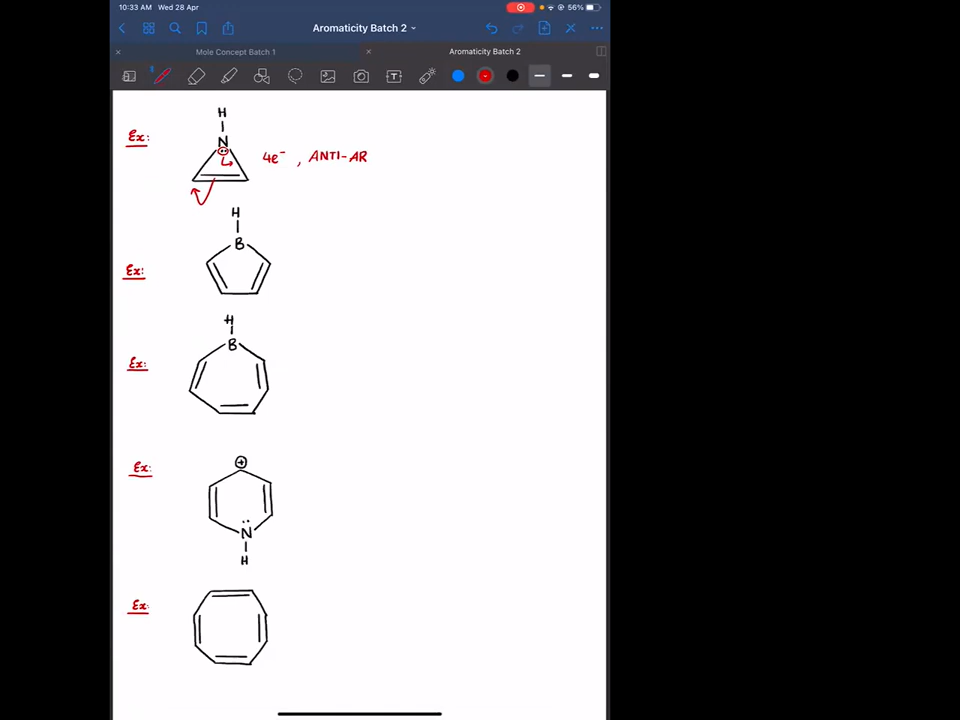 10:33 AM Wed 28 Apr
56%
Aromaticity Batch 2
Mole Concept Batch 1
Aromaticity Batch 2
H
Ex:
N
4e⁻ , ANTI-AR
H
B
Ex:
H
B
Ex:
+
Ex:
N
H
Ex: